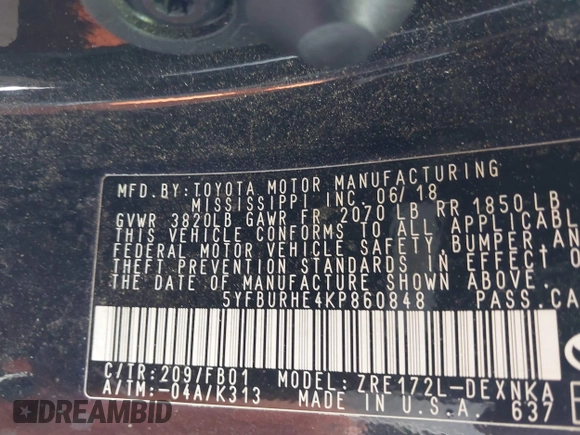 MFD.BY:TOYOTA MOTOR MANUFACTURING
MISSISSIPPI INC. 06/18
GVWR 3820LB GAWR FR 2070 LB RR 1850LB
THIS VEHICLE CONFORMS TO ALL APPLICABL
FEDERAL MOTOR VEHICLE SAFETY, BUMPER, AN
THEFT PREVENTION STANDARDS IN EFFECT O
THE DATE OF MANUFACTURE SHOWN ABOVE.
5YFBURHE4KP860848 PASS.CA
C/TR:209/FB01 MODEL: ZRE172L-DEXNKA
A/TM:-04A/K313 MADE IN U.S.A. 637
DREAMBID